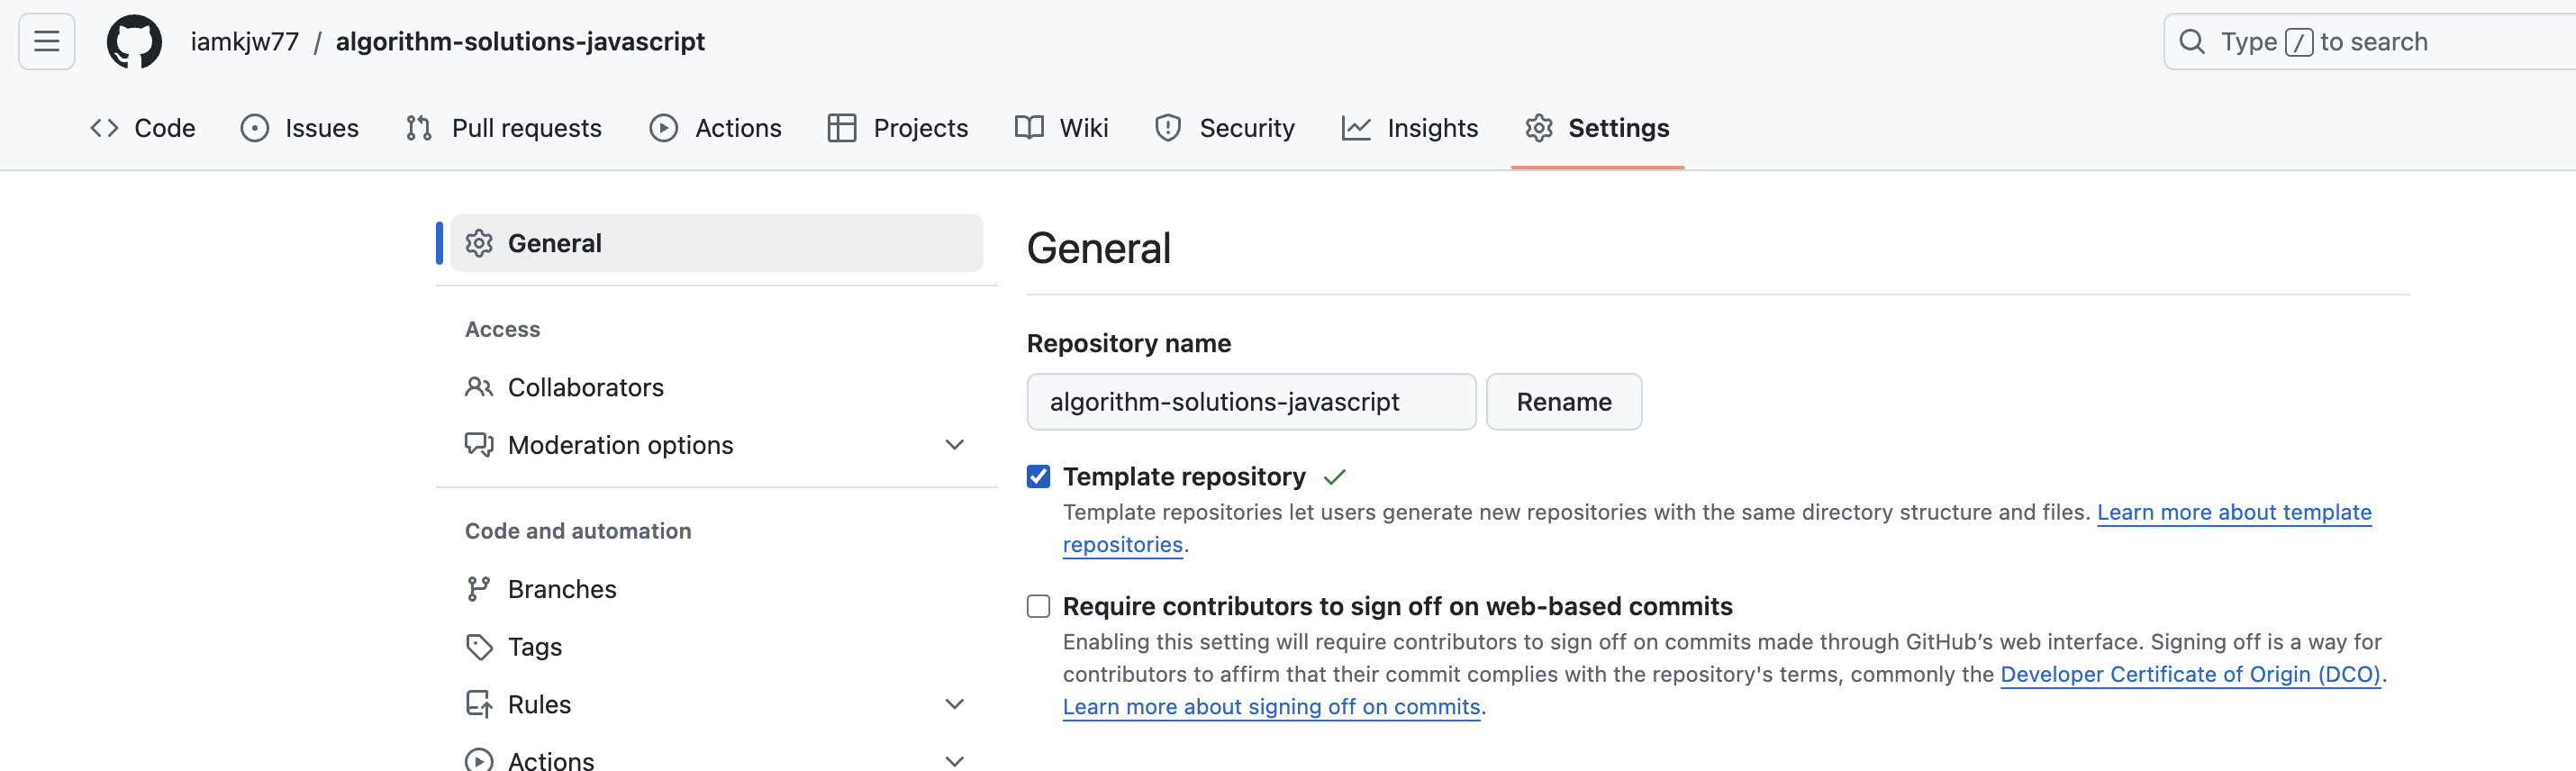 iamkjw77 / algorithm-solutions-javascript
Type / to search
Code Issues Pull requests Actions Projects Wiki Security Insights Settings
General
Access
Collaborators
Moderation options
Code and automation
Branches
Tags
Rules
Actions
General
Repository name
algorithm-solutions-javascript Rename
Template repository
Template repositories let users generate new repositories with the same directory structure and files. Learn more about template
repositories.
Require contributors to sign off on web-based commits
Enabling this setting will require contributors to sign off on commits made through GitHub’s web interface. Signing off is a way for
contributors to affirm that their commit complies with the repository's terms, commonly the Developer Certificate of Origin (DCO).
Learn more about signing off on commits.